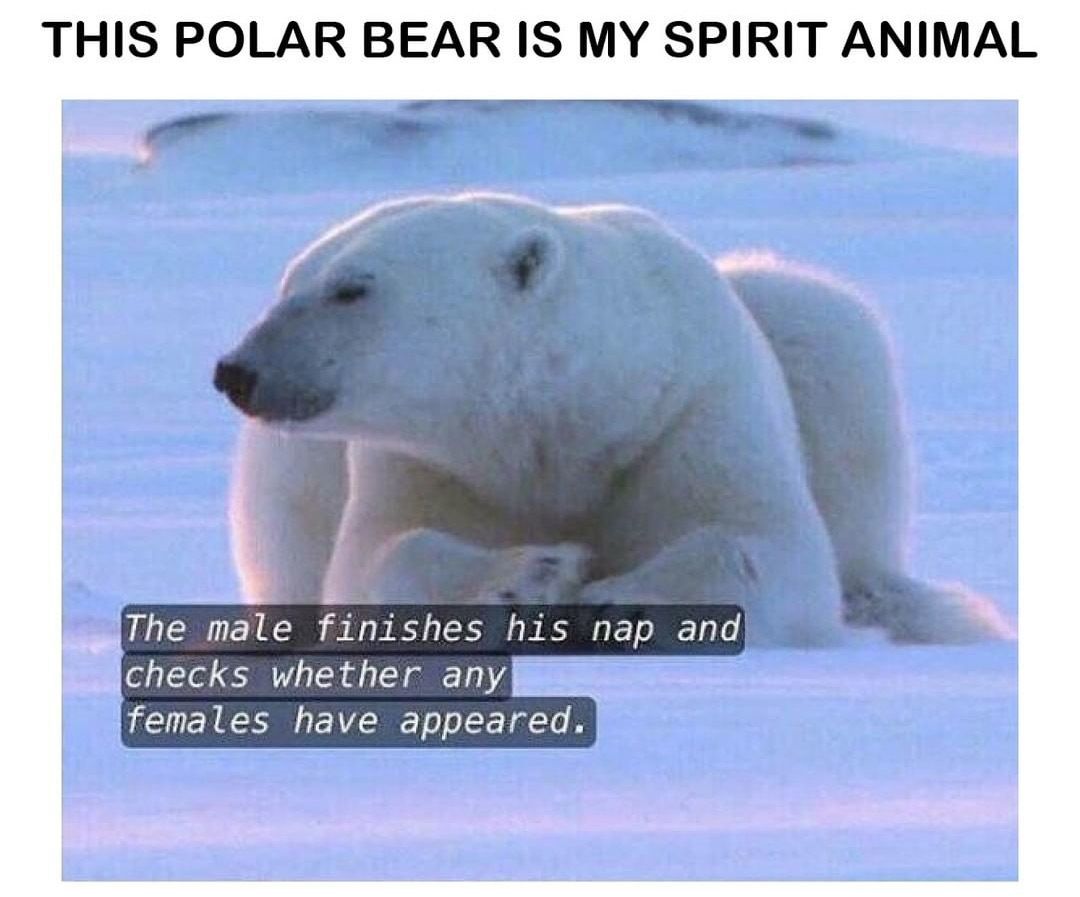 THIS POLAR BEAR IS MY SPIRIT ANIMAL
The male finishes his nap and
checks whether any
females have appeared.